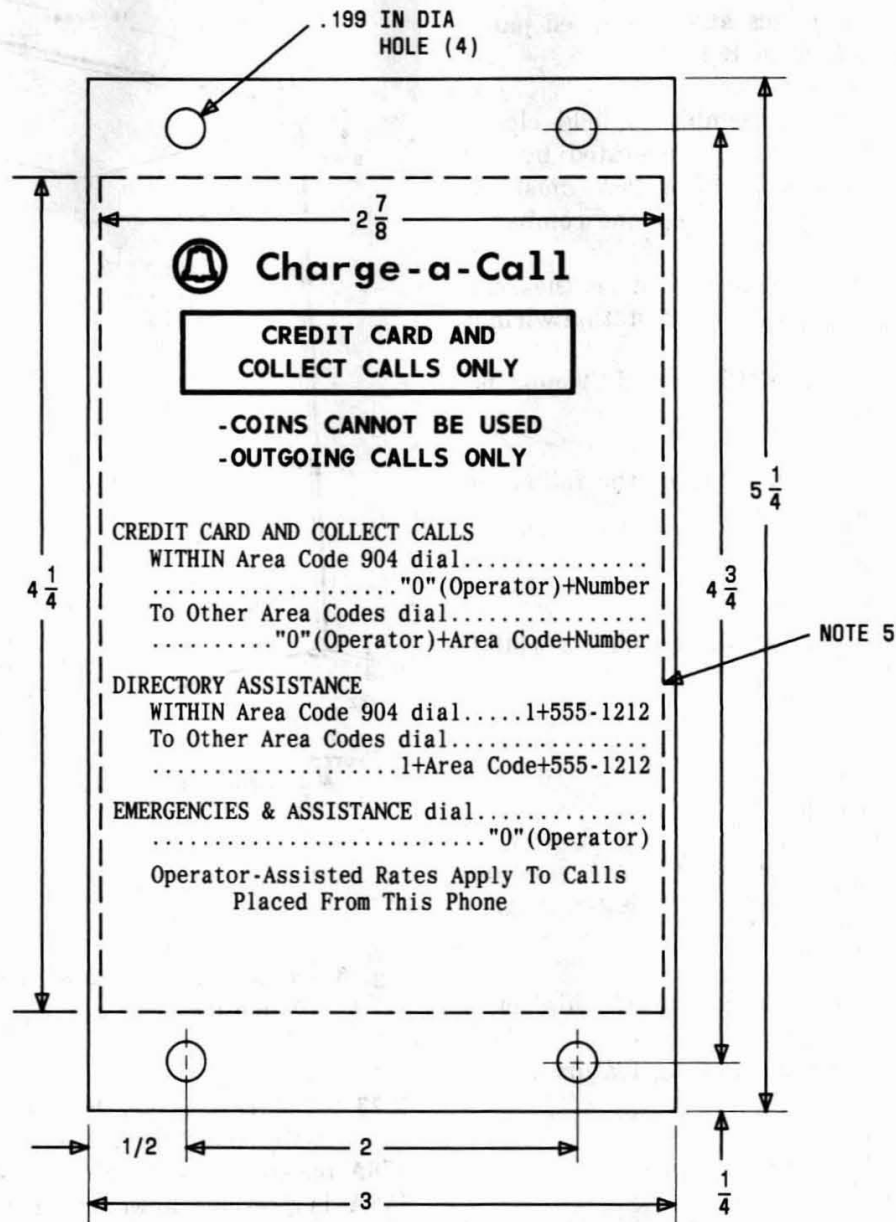 .199 IN DIA
HOLE (4)
2 7/8
Charge-a-Call
CREDIT CARD AND
COLLECT CALLS ONLY
-COINS CANNOT BE USED
-OUTGOING CALLS ONLY
5 1/4
CREDIT CARD AND COLLECT CALLS
WITHIN Area Code 904 dial................
....................."0"(Operator)+Number
4 1/4
4 3/4
To Other Area Codes dial.................
.........."0"(Operator)+Area Code+Number
NOTE 5
DIRECTORY ASSISTANCE
WITHIN Area Code 904 dial.....1+555-1212
To Other Area Codes dial.................
.....................1+Area Code+555-1212
EMERGENCIES & ASSISTANCE dial..............
............................"0"(Operator)
Operator-Assisted Rates Apply To Calls
Placed From This Phone
1/2
2
3
1/4